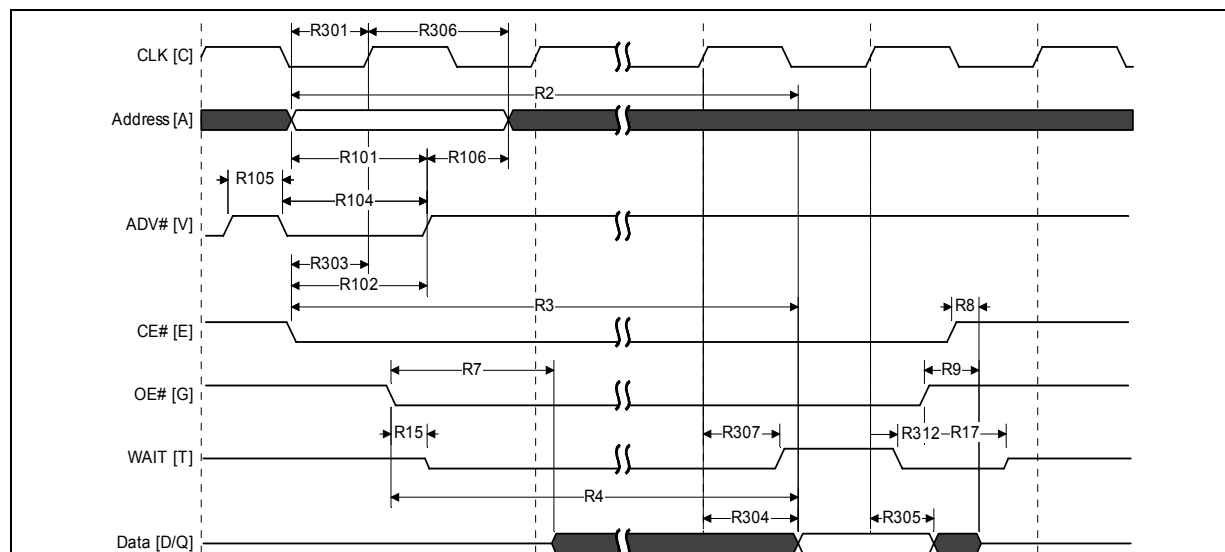 R301 R306
CLK [C]
R2
Address [A]
R101 R106
R105
R104
ADV# [V]
R303
R102
R3
R8
CE# [E]
R7 R9
OE# [G]
R15 R307 R312 R17
WAIT [T]
R4
R304 R305
Data [D/Q]